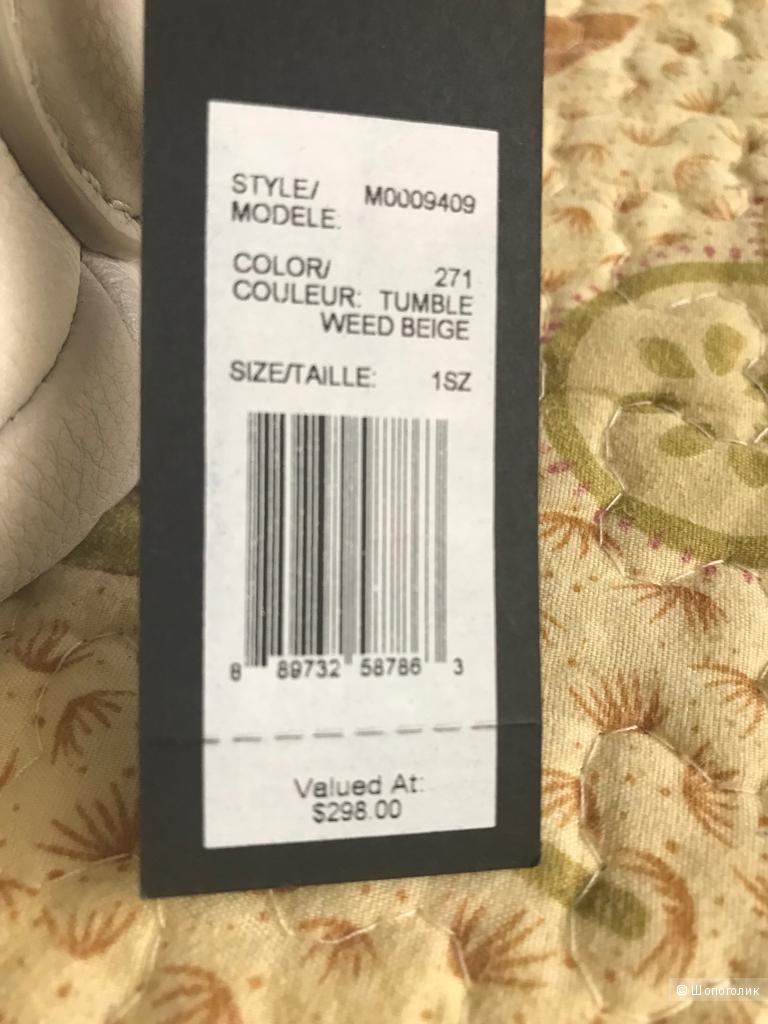 STYLE/ M0009409
MODELE:
COLOR/ 271
COULEUR: TUMBLE
WEED BEIGE
SIZE/TAILLE: 1SZ
8 89732 58786 3
Valued At:
$298.00
© Шопоголик